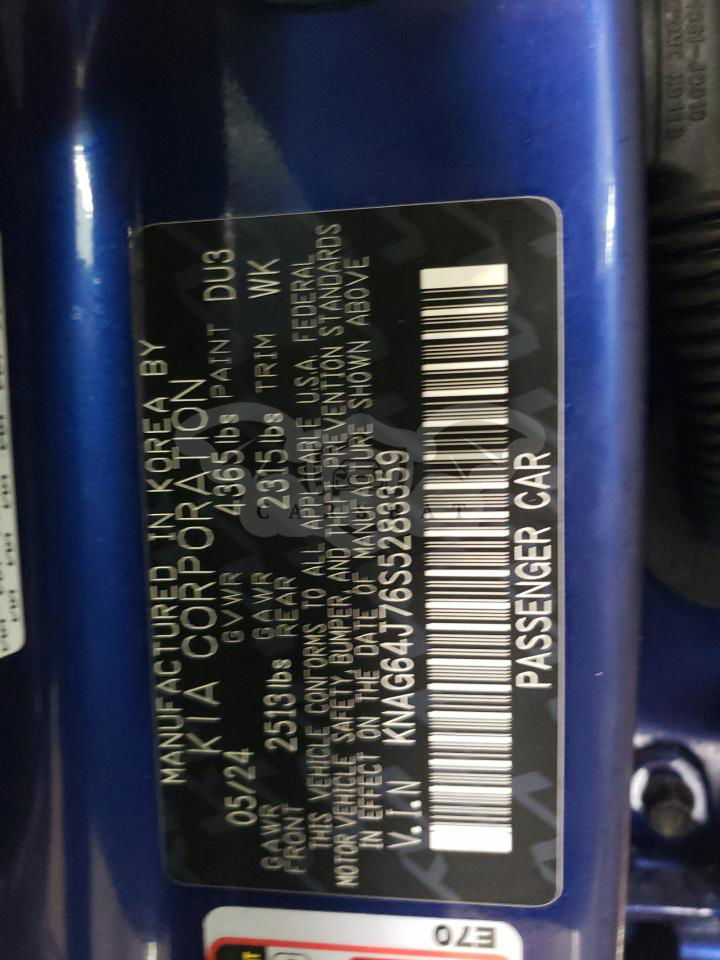 MANUFACTURED IN KOREA BY
KIA CORPORATION
05/24 GVWR 4365lbs PAINT DU3
GAWR FRONT 2513lbs GAWR REAR 2315lbs TRIM WK
THIS VEHICLE CONFORMS TO ALL APPLICABLE U.S.A. FEDERAL
MOTOR VEHICLE SAFETY, BUMPER, AND THEFT PREVENTION STANDARDS
IN EFFECT ON THE DATE OF MANUFACTURE SHOWN ABOVE
V.I.N KNAG64J76S5283359
PASSENGER CAR
E70